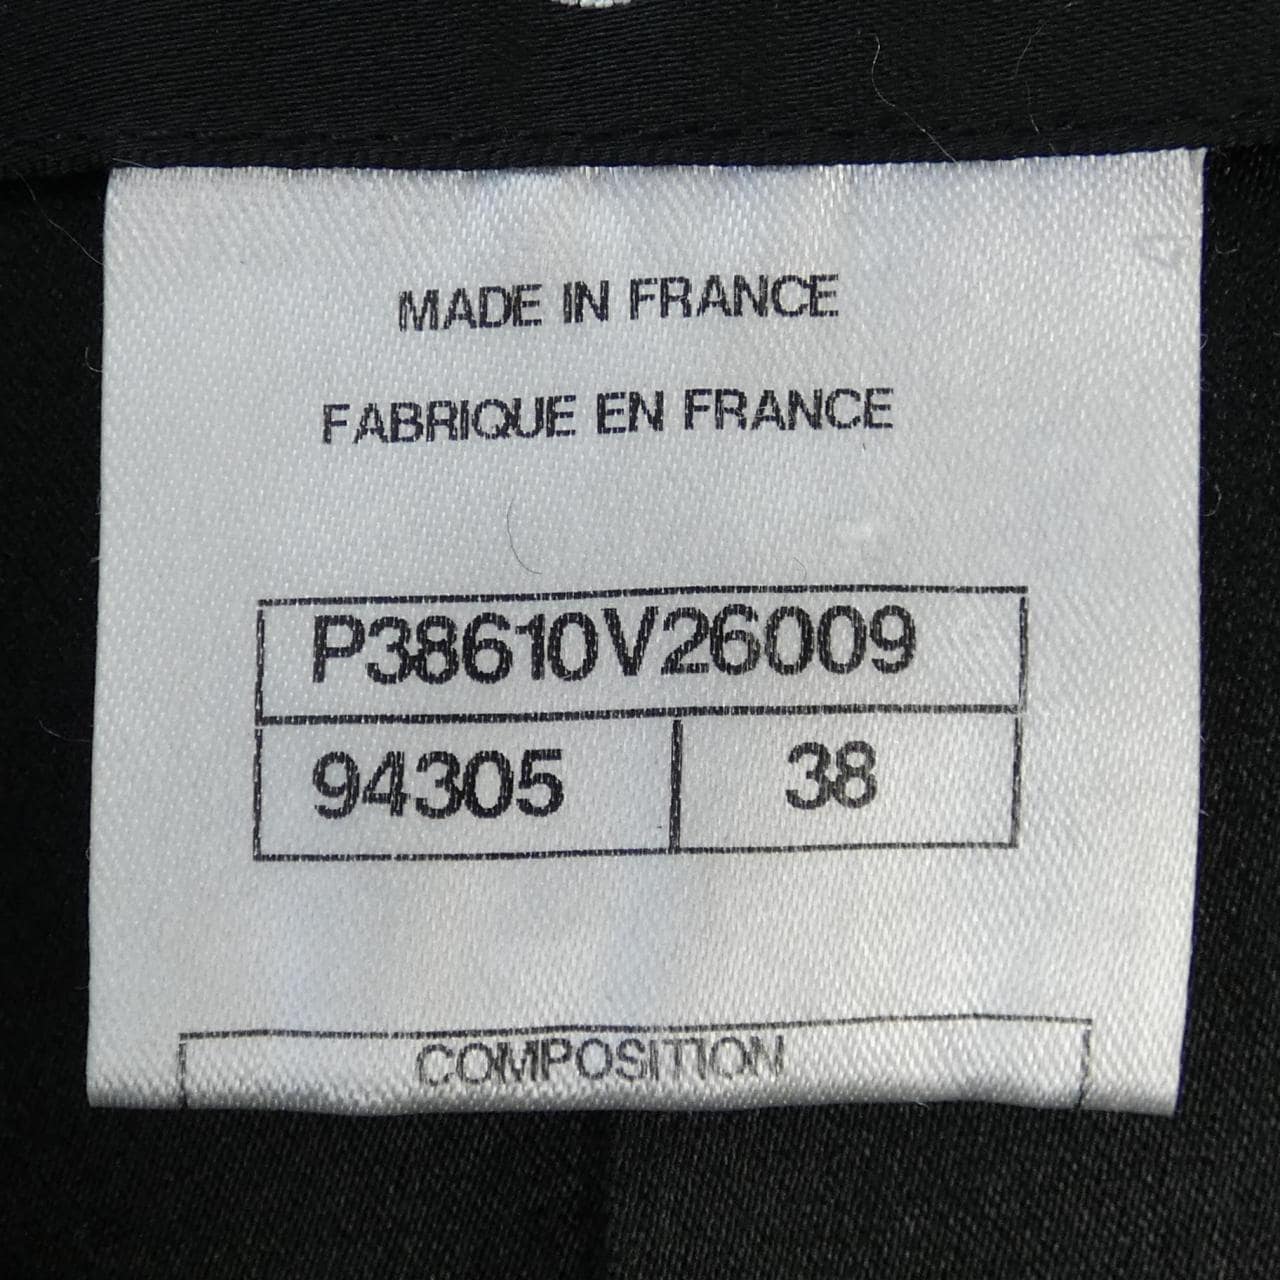 MADE IN FRANCE
FABRIQUE EN FRANCE
P38610V26009
94305 38
COMPOSITION